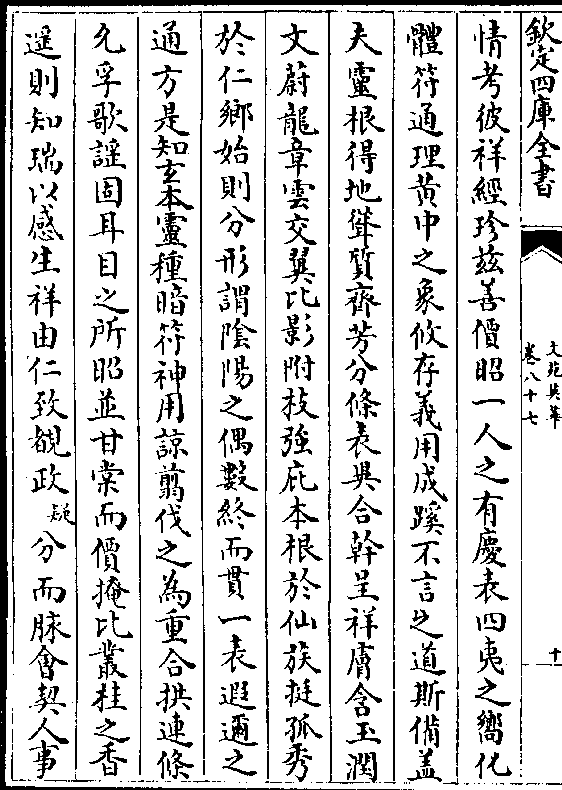 欽定四庫全書
文苑英華
卷八十七
十一
情考彼祥經珍茲善價昭一人之有慶表四夷之嚮化
體符通理黃中之象攸存義用成蹊不言之道斯備蓋
夫靈根得地聳質齊芳分條表異合幹呈祥膚含玉潤
文蔚龍章雲交翼比影附技強庇本根於仙族挺孤秀
於仁鄉始則分形謂陰陽之偶數終而貫一表遐邇之
通方是知玄本靈種暗符神用諒翦伐之為重合拱連條
允孚歌謡固耳目之所昭並甘棠而價掩比叢桂之香
遥則知瑞以感生祥由仁致覩政疑分而脉會契人事